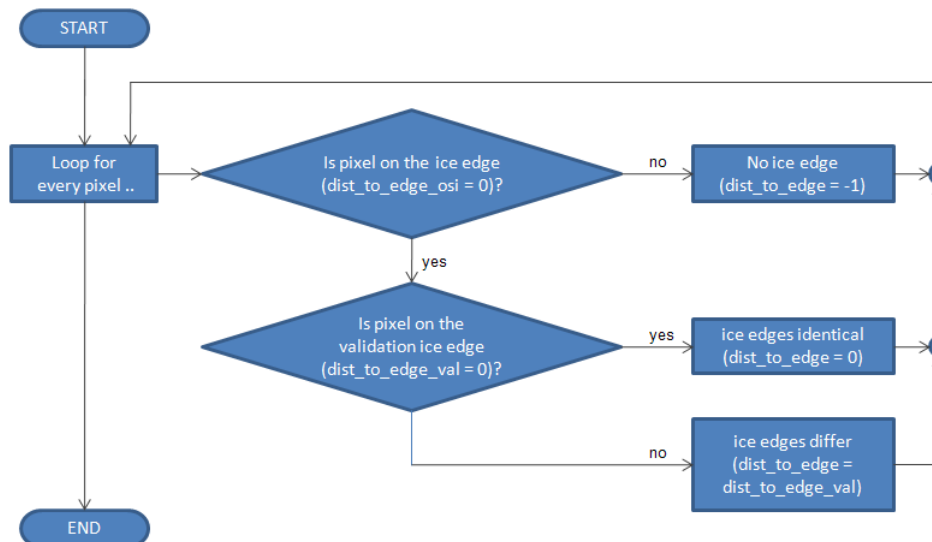 START
Loop for
every pixel ..
Is pixel on the ice edge
(dist_to_edge_osi = 0)?
no
No ice edge
(dist_to_edge = -1)
yes
Is pixel on the
validation ice edge
(dist_to_edge_val = 0)?
yes
ice edges identical
(dist_to_edge = 0)
no
ice edges differ
(dist_to_edge =
dist_to_edge_val)
END